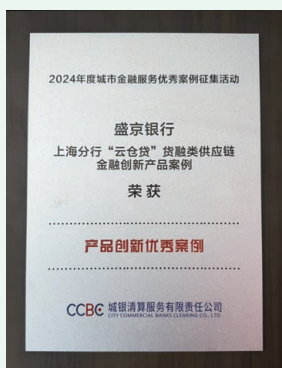 2024年度城市金融服务优秀案例征集活动
盛京银行
上海分行“云仓贷”货融类供应链
金融创新产品案例
荣获
产品创新优秀案例
CCBC 城银清算服务有限责任公司
CITY COMMERCIAL BANKS CLEARING CO., LTD